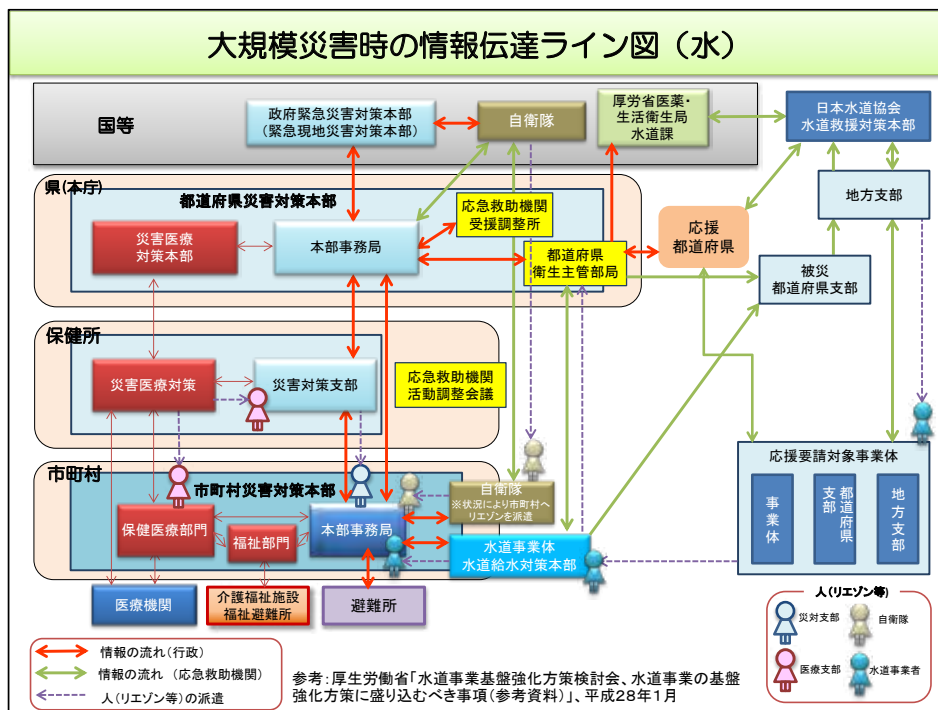 大規模災害時の情報伝達ライン図（水）
国等
政府緊急災害対策本部
（緊急現地災害対策本部）
自衛隊
厚労省医薬・
生活衛生局
水道課
日本水道協会
水道救援対策本部
県(本庁)
都道府県災害対策本部
地方支部
災害医療
対策本部
本部事務局
応急救助機関
受援調整所
都道府県
衛生主管部局
応援
都道府県
被災
都道府県支部
保健所
災害医療対策
災害対策支部
応急救助機関
活動調整会議
市町村
市町村災害対策本部
保健医療部門
福祉部門
本部事務局
自衛隊
※状況により市町村へ
リエゾンを派遣
水道事業体
水道給水対策本部
応援要請対象事業体
事業体
都道府県
支部
地方支部
医療機関
介護福祉施設
福祉避難所
避難所
情報の流れ（行政）
情報の流れ（応急救助機関）
人（リエゾン等）の派遣
参考：厚生労働省「水道事業基盤強化方策検討会、水道事業の基盤
強化方策に盛り込むべき事項（参考資料）」、平成28年1月
人（リエゾン等）
災対支部
自衛隊
医療支部
水道事業者